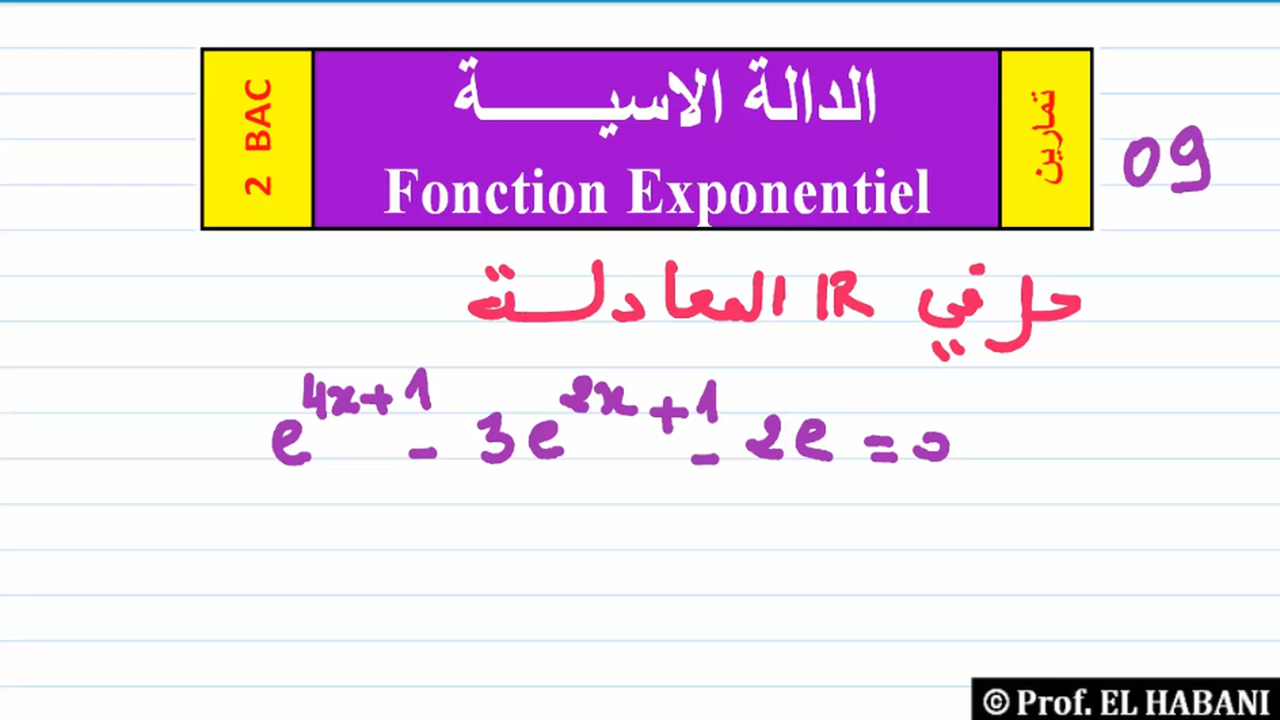 2 BAC
الدالة الاسيـــــــة
Fonction Exponentiel
تمارين
09
حل في IR المعادلة
e^{4x+1} - 3e^{2x+1} - 2e = 0
© Prof. EL HABANI